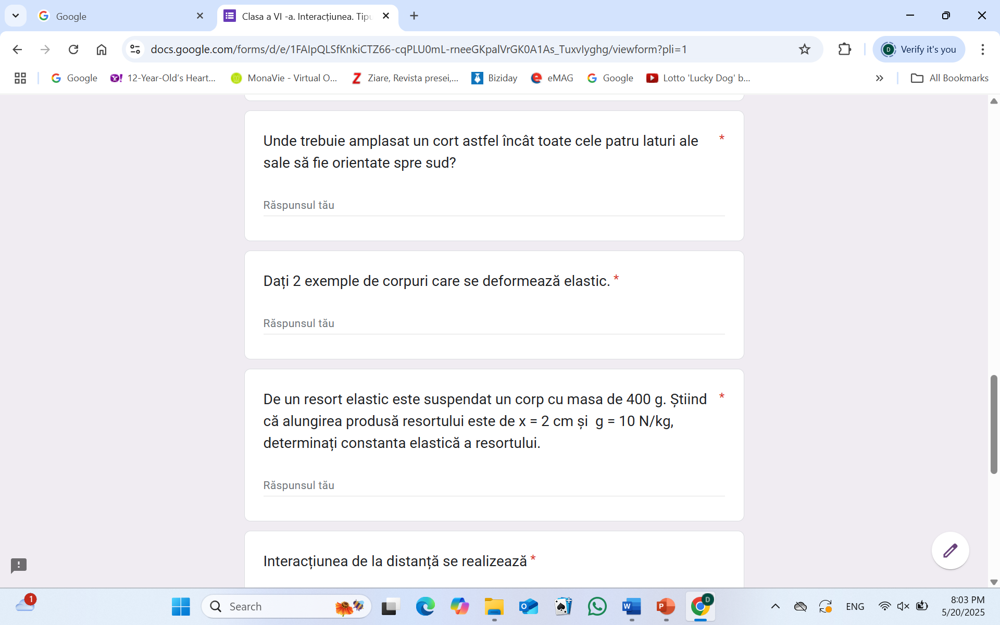 Google
Clasa a VI -a. Interacțiunea. Tipu
docs.google.com/forms/d/e/1FAIpQLSfKnkiCTZ66-cqPLU0mL-rneeGKpalVrGK0A1As_TuxvIyghg/viewform?pli=1
D
Verify it's you
Google
12-Year-Old’s Heart...
MonaVie - Virtual O...
Ziare, Revista presei,...
Biziday
eMAG
Google
Lotto 'Lucky Dog' b...
All Bookmarks
Unde trebuie amplasat un cort astfel încât toate cele patru laturi ale *
sale să fie orientate spre sud?
Răspunsul tău
Dați 2 exemple de corpuri care se deformează elastic. *
Răspunsul tău
De un resort elastic este suspendat un corp cu masa de 400 g. Știind *
că alungirea produsă resortului este de x = 2 cm și  g = 10 N/kg,
determinați constanta elastică a resortului.
Răspunsul tău
Interacțiunea de la distanță se realizează *
1
Search
D
ENG
8:03 PM
5/20/2025